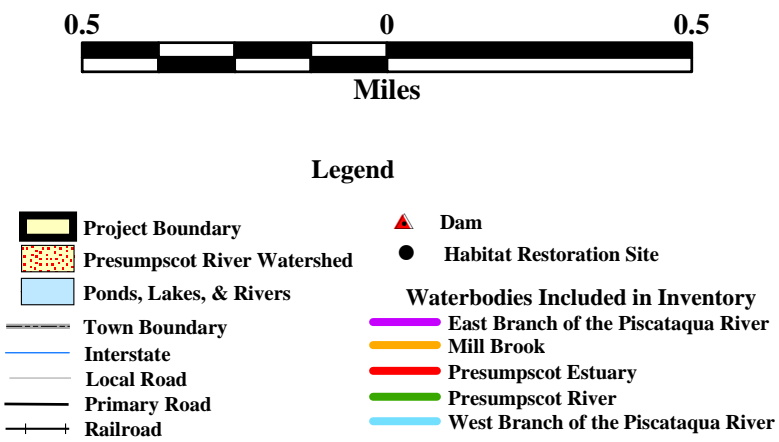 0.5 0 0.5
Miles
Legend
Project Boundary
Presumpscot River Watershed
Ponds, Lakes, & Rivers
Town Boundary
Interstate
Local Road
Primary Road
Railroad
Dam
Habitat Restoration Site
Waterbodies Included in Inventory
East Branch of the Piscataqua River
Mill Brook
Presumpscot Estuary
Presumpscot River
West Branch of the Piscataqua River